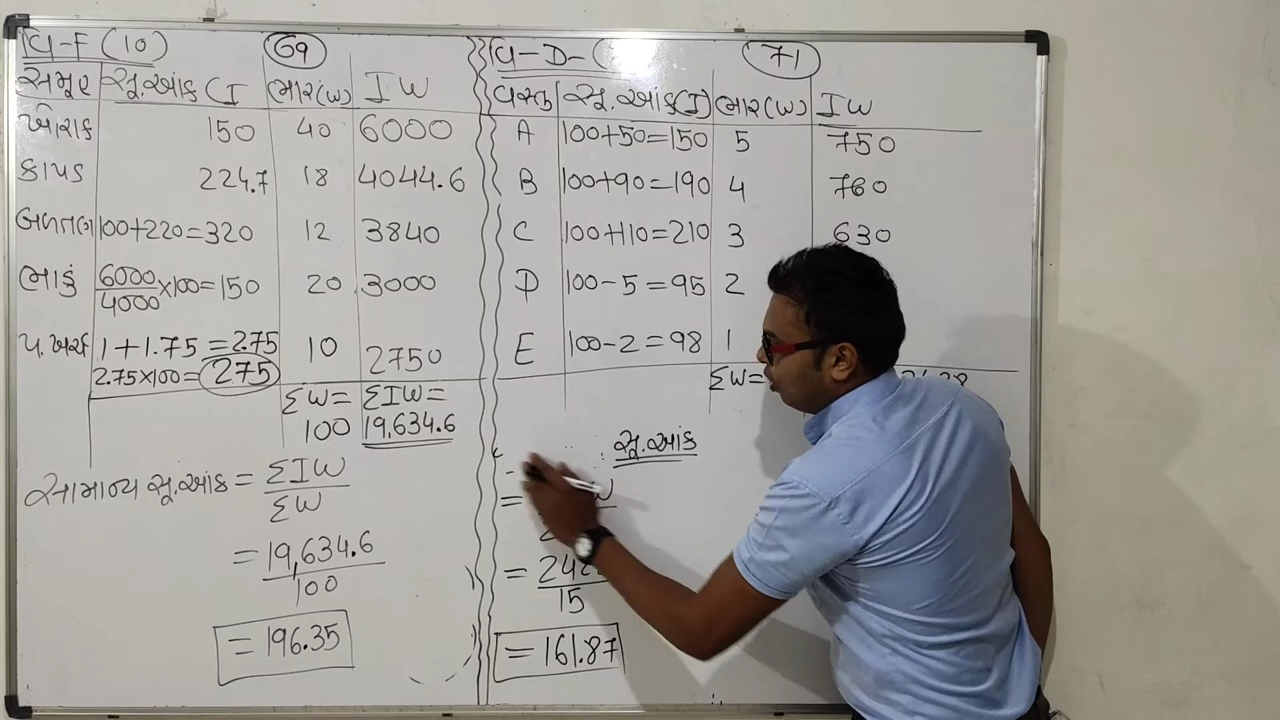 વિ-F (10) 69
સમૂહ સૂ.આંક (I ભાર(W) IW
ખોરાક 150 40 6000
કાપડ 224.7 18 4044.6
બળતણ 100+220=320 12 3840
ભાડું 6000/4000×100=150 20 3000
પ.ખર્ચ 1+1.75=2.75 10 2750
2.75×100=275
ΣW= ΣIW=
100 19,634.6
સામાન્ય સૂ.આંક = ΣIW/ΣW
= 19,634.6/100
= 196.35
વિ-D-( 71
વસ્તુ સૂ.આંક(I) ભાર(W) IW
A 100+50=150 5 750
B 100+90=190 4 760
C 100+110=210 3 630
D 100-5=95 2
E 100-2=98 1
ΣW=
સૂ.આંક
=
= 242/15
= 161.87